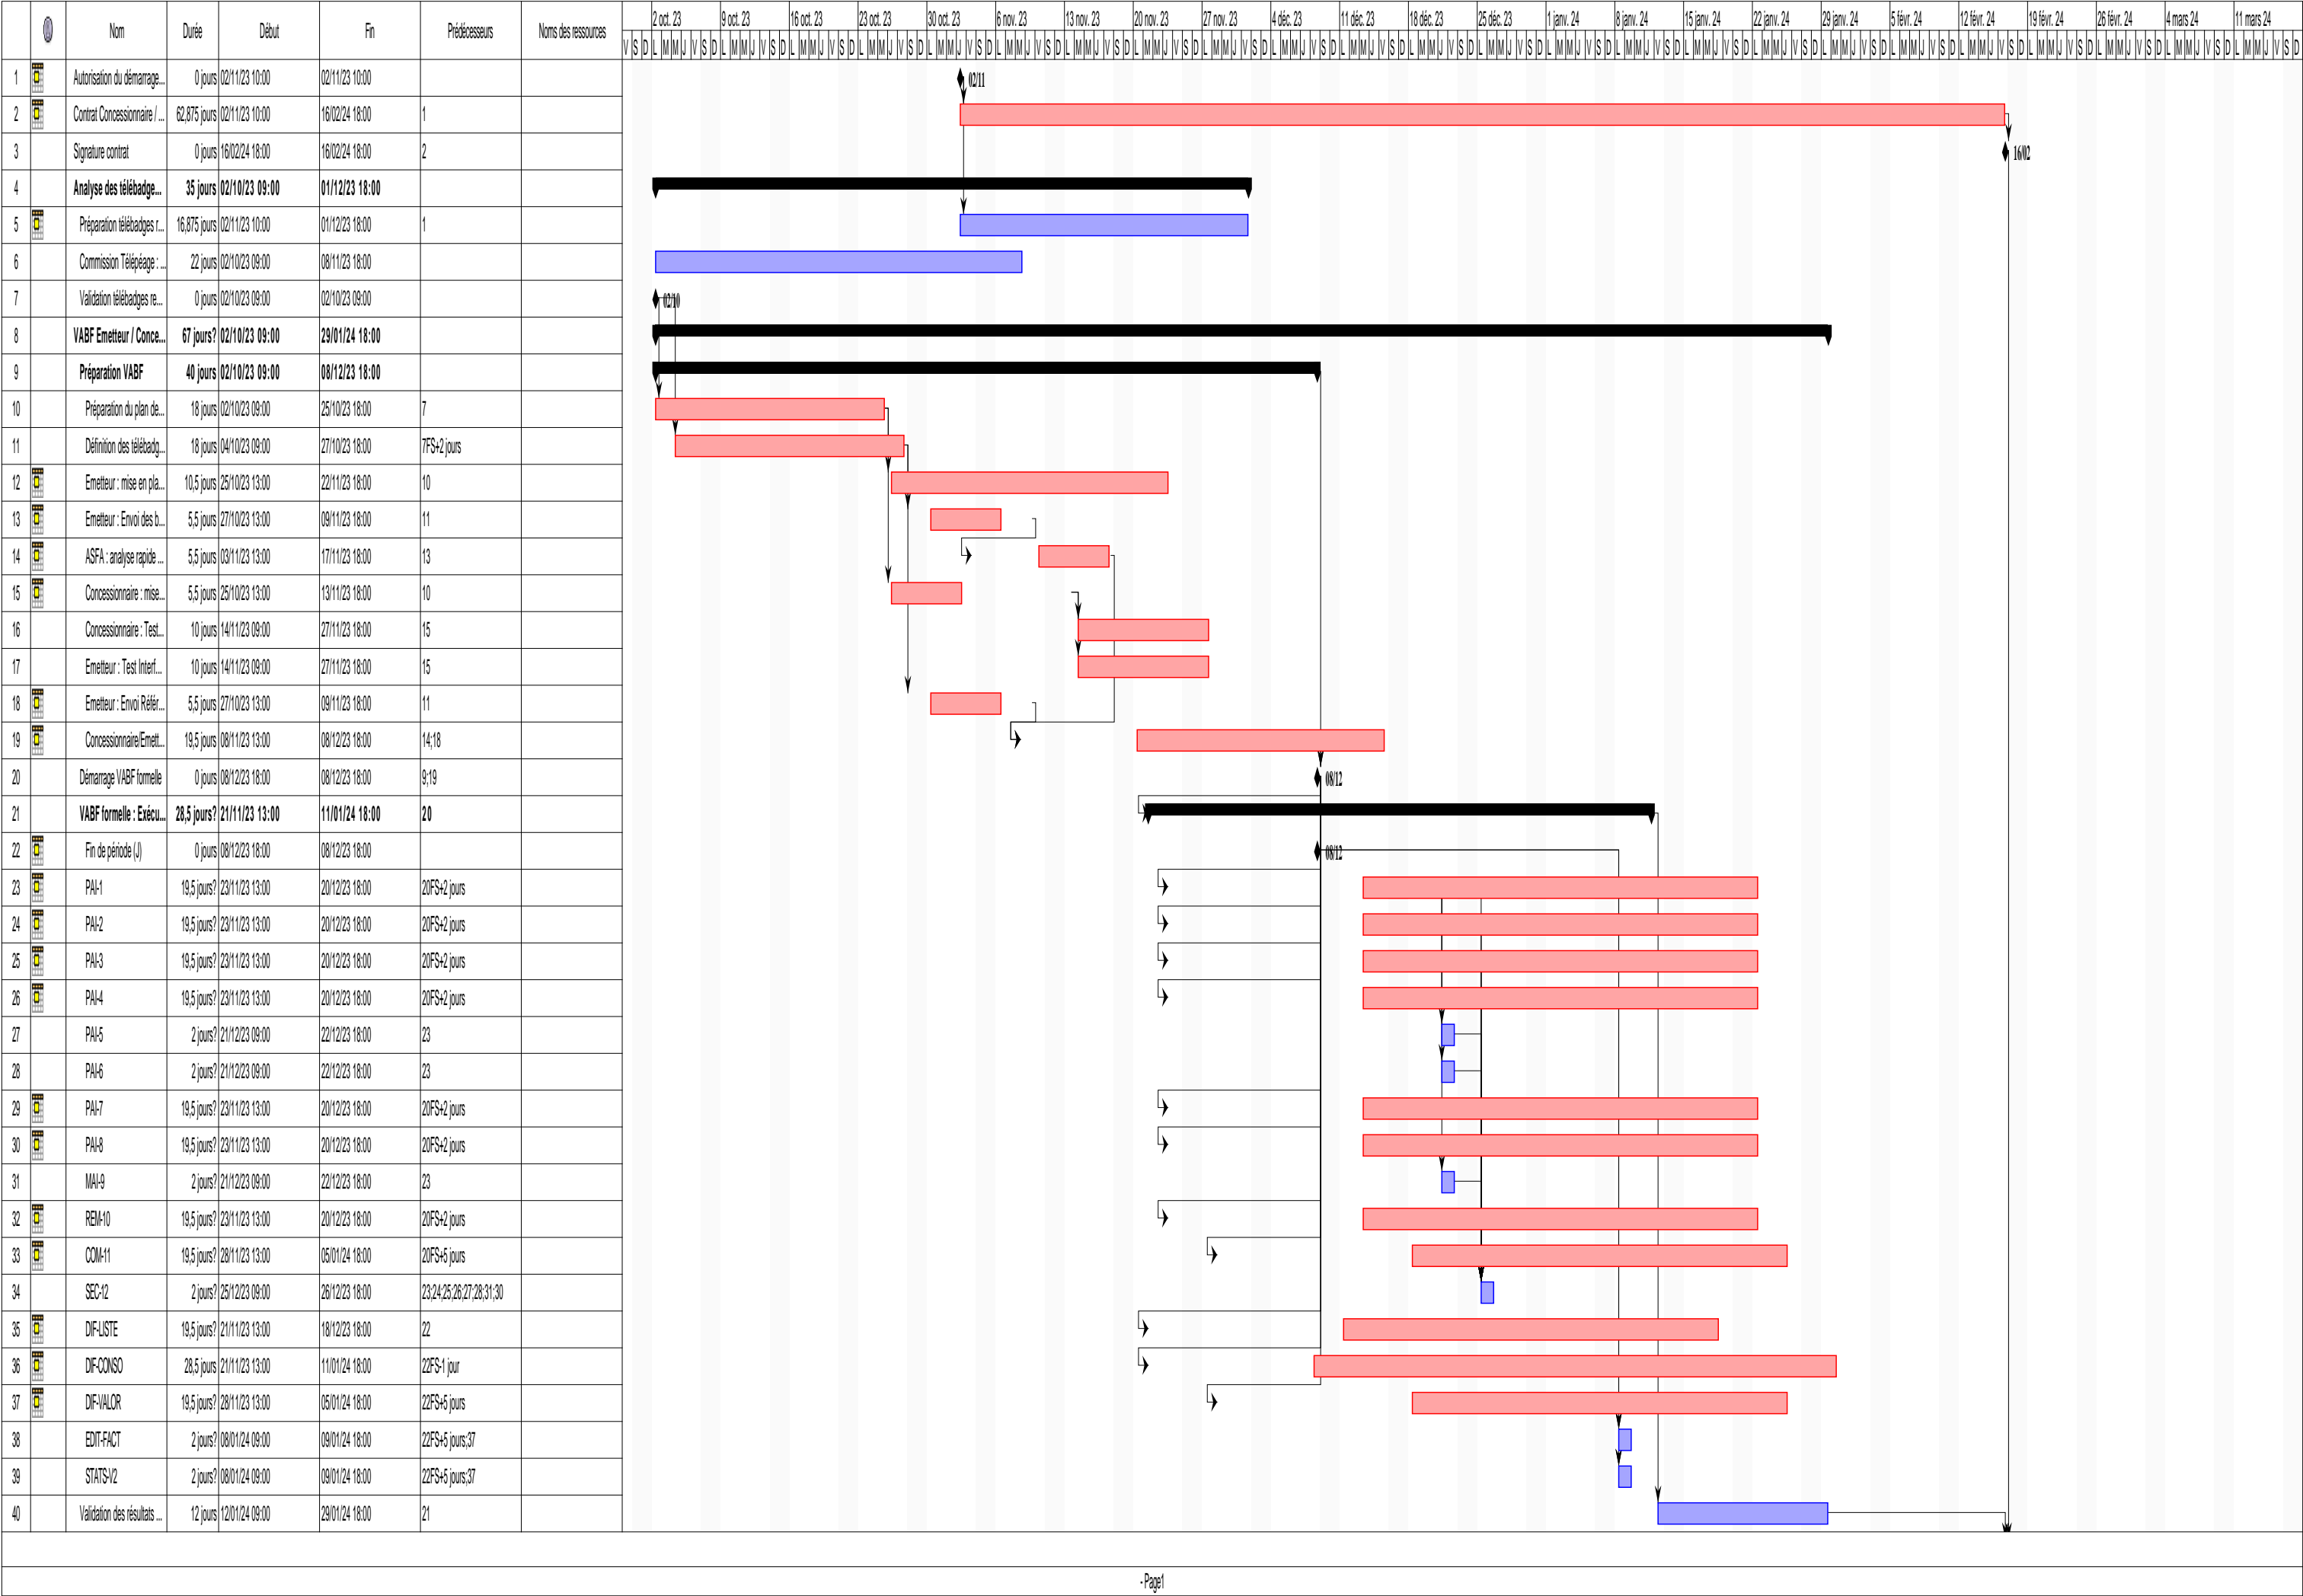 Nom Durée Début Fin Prédécesseurs Noms des ressources
2 oct. 23 9 oct. 23 16 oct. 23 23 oct. 23 30 oct. 23 6 nov. 23 13 nov. 23 20 nov. 23 27 nov. 23 4 déc. 23 11 déc. 23 18 déc. 23 25 déc. 23 1 janv. 24 8 janv. 24 15 janv. 24 22 janv. 24 29 janv. 24 5 févr. 24 12 févr. 24 19 févr. 24 26 févr. 24 4 mars 24 11 mars 24
V S D L M M J V S D L M M J V S D L M M J V S D L M M J V S D L M M J V S D L M M J V S D L M M J V S D L M M J V S D L M M J V S D L M M J V S D L M M J V S D L M M J V S D L M M J V S D L M M J V S D L M M J V S D L M M J V S D L M M J V S D L M M J V S D L M M J V S D L M M J V S D L M M J V S D L M M J V S D L M M J V S D L M M J V S D
1 Autorisation du démarrage... 0 jours 02/11/23 10:00 02/11/23 10:00 02/11
2 Contrat Concessionnaire / ... 62,875 jours 02/11/23 10:00 16/02/24 18:00 1
3 Signature contrat 0 jours 16/02/24 18:00 16/02/24 18:00 2 16/02
4 Analyse des télébadge... 35 jours 02/10/23 09:00 01/12/23 18:00
5 Préparation télébadges r... 16,875 jours 02/11/23 10:00 01/12/23 18:00 1
6 Commission Télépéage : ... 22 jours 02/10/23 09:00 08/11/23 18:00
7 Validation télébadges re... 0 jours 02/10/23 09:00 02/10/23 09:00 02/10
8 VABF Emetteur / Conce... 67 jours? 02/10/23 09:00 29/01/24 18:00
9 Préparation VABF 40 jours 02/10/23 09:00 08/12/23 18:00
10 Préparation du plan de... 18 jours 02/10/23 09:00 25/10/23 18:00 7
11 Définition des télébadg... 18 jours 04/10/23 09:00 27/10/23 18:00 7FS+2 jours
12 Emetteur : mise en pla... 10,5 jours 25/10/23 13:00 22/11/23 18:00 10
13 Emetteur : Envoi des b... 5,5 jours 27/10/23 13:00 09/11/23 18:00 11
14 ASFA : analyse rapide ... 5,5 jours 03/11/23 13:00 17/11/23 18:00 13
15 Concessionnaire : mise... 5,5 jours 25/10/23 13:00 13/11/23 18:00 10
16 Concessionnaire : Test... 10 jours 14/11/23 09:00 27/11/23 18:00 15
17 Emetteur : Test Interf... 10 jours 14/11/23 09:00 27/11/23 18:00 15
18 Emetteur : Envoi Référ... 5,5 jours 27/10/23 13:00 09/11/23 18:00 11
19 Concessionnaire/Emett... 19,5 jours 08/11/23 13:00 08/12/23 18:00 14;18
20 Démarrage VABF formelle 0 jours 08/12/23 18:00 08/12/23 18:00 9;19 08/12
21 VABF formelle : Exécu... 28,5 jours? 21/11/23 13:00 11/01/24 18:00 20
22 Fin de période (J) 0 jours 08/12/23 18:00 08/12/23 18:00 08/12
23 PAI-1 19,5 jours? 23/11/23 13:00 20/12/23 18:00 20FS+2 jours
24 PAI-2 19,5 jours? 23/11/23 13:00 20/12/23 18:00 20FS+2 jours
25 PAI-3 19,5 jours? 23/11/23 13:00 20/12/23 18:00 20FS+2 jours
26 PAI-4 19,5 jours? 23/11/23 13:00 20/12/23 18:00 20FS+2 jours
27 PAI-5 2 jours? 21/12/23 09:00 22/12/23 18:00 23
28 PAI-6 2 jours? 21/12/23 09:00 22/12/23 18:00 23
29 PAI-7 19,5 jours? 23/11/23 13:00 20/12/23 18:00 20FS+2 jours
30 PAI-8 19,5 jours? 23/11/23 13:00 20/12/23 18:00 20FS+2 jours
31 MAI-9 2 jours? 21/12/23 09:00 22/12/23 18:00 23
32 REM-10 19,5 jours? 23/11/23 13:00 20/12/23 18:00 20FS+2 jours
33 COM-11 19,5 jours? 28/11/23 13:00 05/01/24 18:00 20FS+5 jours
34 SEC-12 2 jours? 25/12/23 09:00 26/12/23 18:00 23;24;25;26;27;28;31;30
35 DIF-LISTE 19,5 jours? 21/11/23 13:00 18/12/23 18:00 22
36 DIF-CONSO 28,5 jours 21/11/23 13:00 11/01/24 18:00 22FS-1 jour
37 DIF-VALOR 19,5 jours? 28/11/23 13:00 05/01/24 18:00 22FS+5 jours
38 EDIT-FACT 2 jours? 08/01/24 09:00 09/01/24 18:00 22FS+5 jours;37
39 STATS-V2 2 jours? 08/01/24 09:00 09/01/24 18:00 22FS+5 jours;37
40 Validation des résultats ... 12 jours 12/01/24 09:00 29/01/24 18:00 21
- Page1